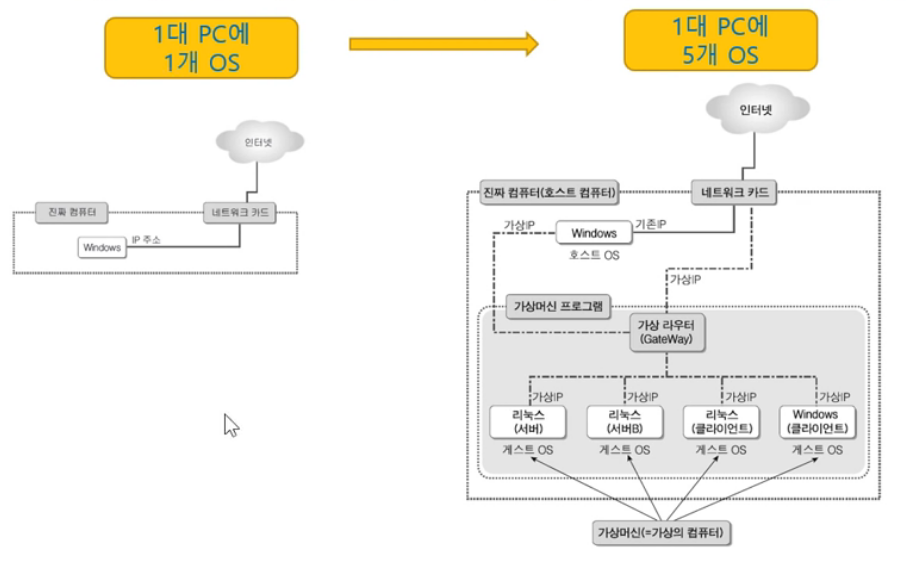 1대 PC에
1개 OS
1대 PC에
5개 OS
인터넷
진짜 컴퓨터
네트워크 카드
Windows
IP 주소
인터넷
진짜 컴퓨터(호스트 컴퓨터)
네트워크 카드
가상IP
Windows
기존IP
호스트 OS
가상IP
가상머신 프로그램
가상 라우터
(GateWay)
가상IP
가상IP
가상IP
가상IP
리눅스
(서버)
리눅스
(서버B)
리눅스
(클라이언트)
Windows
(클라이언트)
게스트 OS
게스트 OS
게스트 OS
게스트 OS
가상머신(=가상의 컴퓨터)